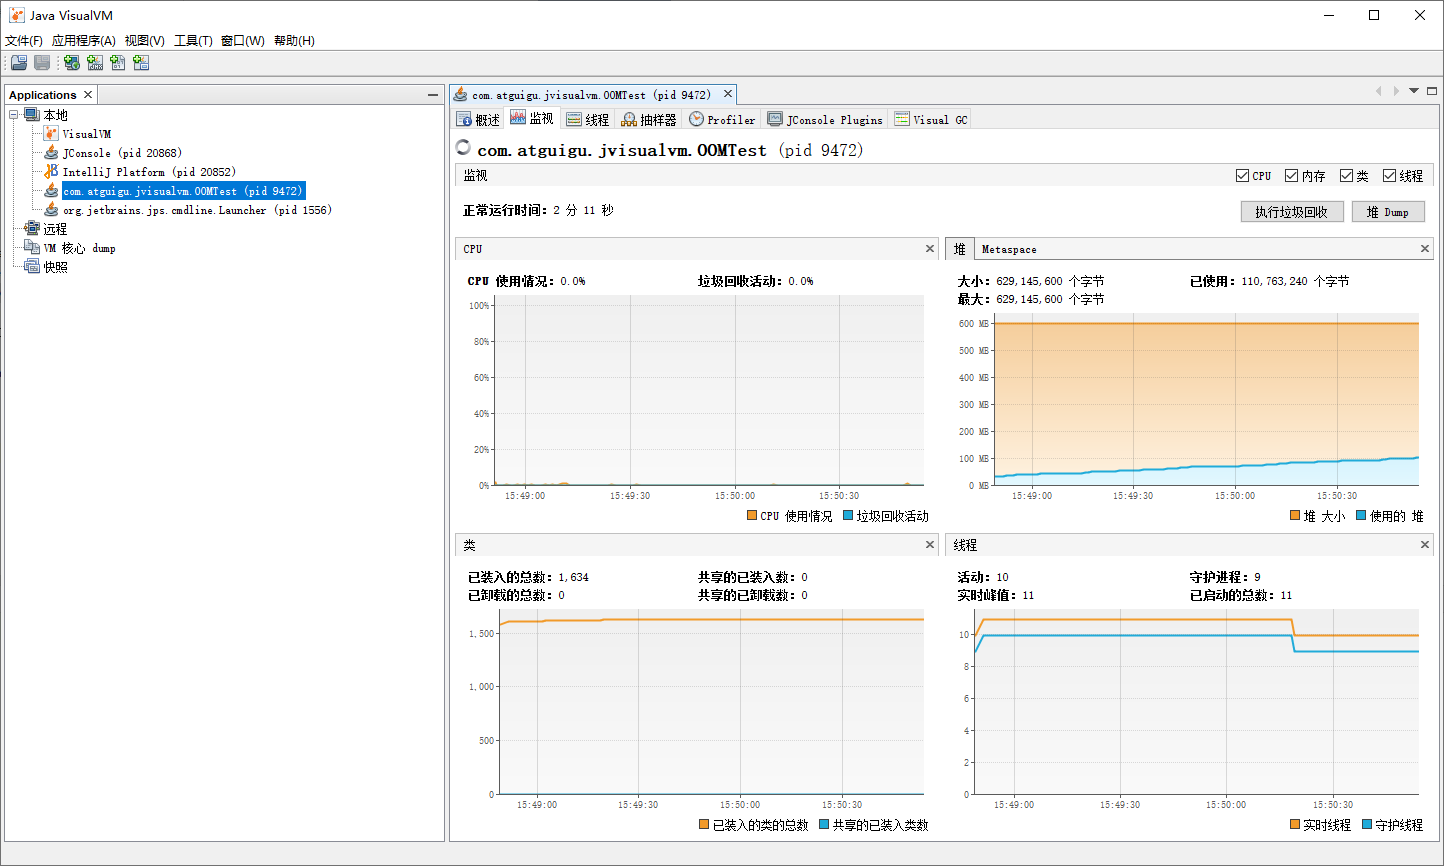 Java VisualVM
文件(F) 应用程序(A) 视图(V) 工具(T) 窗口(W) 帮助(H)
Applications
本地
VisualVM
JConsole (pid 20868)
IntelliJ Platform (pid 20852)
com.atguigu.jvisualvm.OOMTest (pid 9472)
org.jetbrains.jps.cmdline.Launcher (pid 1556)
远程
VM 核心 dump
快照
com.atguigu.jvisualvm.OOMTest (pid 9472)
概述 监视 线程 抽样器 Profiler JConsole Plugins Visual GC
com.atguigu.jvisualvm.OOMTest (pid 9472)
监视 CPU 内存 类 线程
正常运行时间: 2 分 11 秒 执行垃圾回收 堆 Dump
CPU
CPU 使用情况: 0.0% 垃圾回收活动: 0.0%
100%
80%
60%
40%
20%
0%
15:49:00 15:49:30 15:50:00 15:50:30
CPU 使用情况 垃圾回收活动
堆 Metaspace
大小: 629,145,600 个字节 已使用: 110,763,240 个字节
最大: 629,145,600 个字节
600 MB
500 MB
400 MB
300 MB
200 MB
100 MB
0 MB
15:49:00 15:49:30 15:50:00 15:50:30
堆 大小 使用的 堆
类
已装入的总数: 1,634 共享的已装入数: 0
已卸载的总数: 0 共享的已卸载数: 0
1,500
1,000
500
0
15:49:00 15:49:30 15:50:00 15:50:30
已装入的类的总数 共享的已装入类数
线程
活动: 10 守护进程: 9
实时峰值: 11 已启动的总数: 11
10
8
6
4
2
0
15:49:00 15:49:30 15:50:00 15:50:30
实时线程 守护线程